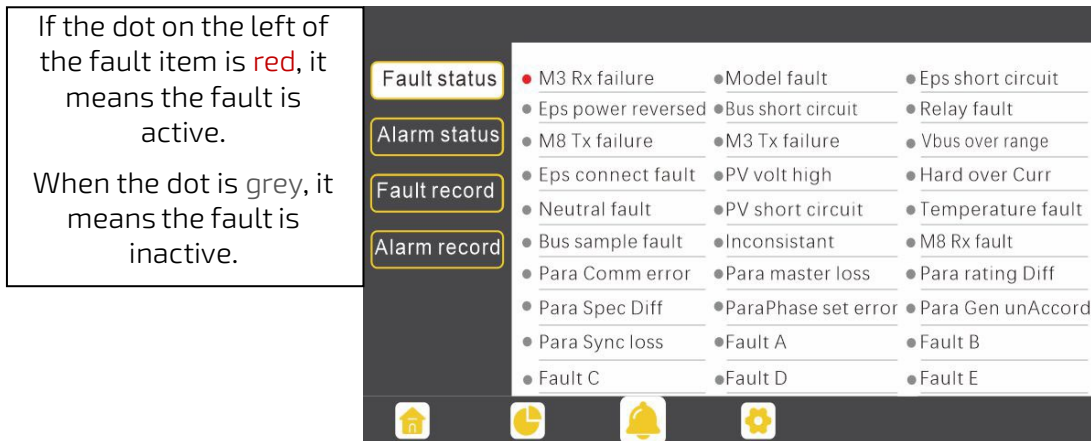 If the dot on the left of
the fault item is red, it
means the fault is
active.
When the dot is grey, it
means the fault is
inactive.
Fault status
Alarm status
Fault record
Alarm record
M3 Rx failure
Model fault
Eps short circuit
Eps power reversed
Bus short circuit
Relay fault
M8 Tx failure
M3 Tx failure
Vbus over range
Eps connect fault
PV volt high
Hard over Curr
Neutral fault
PV short circuit
Temperature fault
Bus sample fault
Inconsistant
M8 Rx fault
Para Comm error
Para master loss
Para rating Diff
Para Spec Diff
ParaPhase set error
Para Gen unAccord
Para Sync loss
Fault A
Fault B
Fault C
Fault D
Fault E